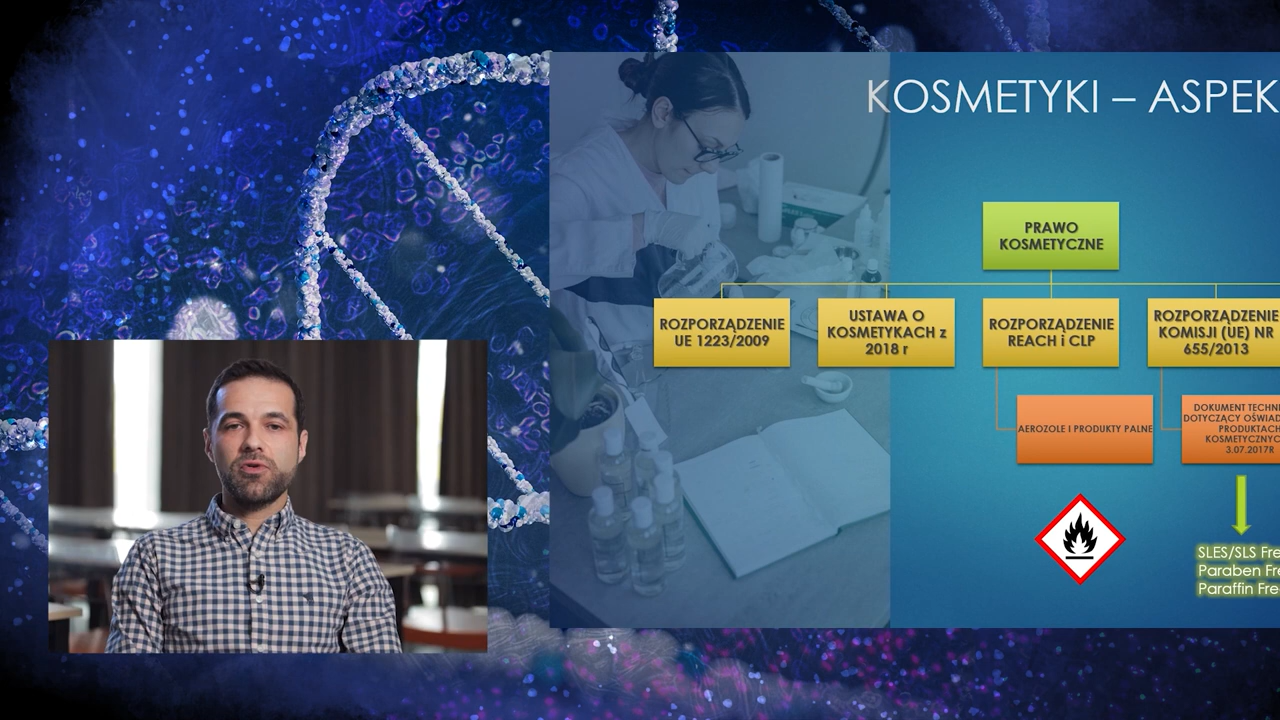 KOSMETYKI – ASPEK
PRAWO
KOSMETYCZNE
ROZPORZĄDZENIE
UE 1223/2009
USTAWA O
KOSMETYKACH z
2018 r
ROZPORZĄDZENIE
REACH i CLP
ROZPORZĄDZENIE
KOMISJI (UE) NR
655/2013
AEROZOLE I PRODUKTY PALNE
DOKUMENT TECHNI
DOTYCZĄCY OŚWIAD
PRODUKTACH
KOSMETYCZNYC
3.07.2017R
SLES/SLS Fre
Paraben Fre
Paraffin Fre